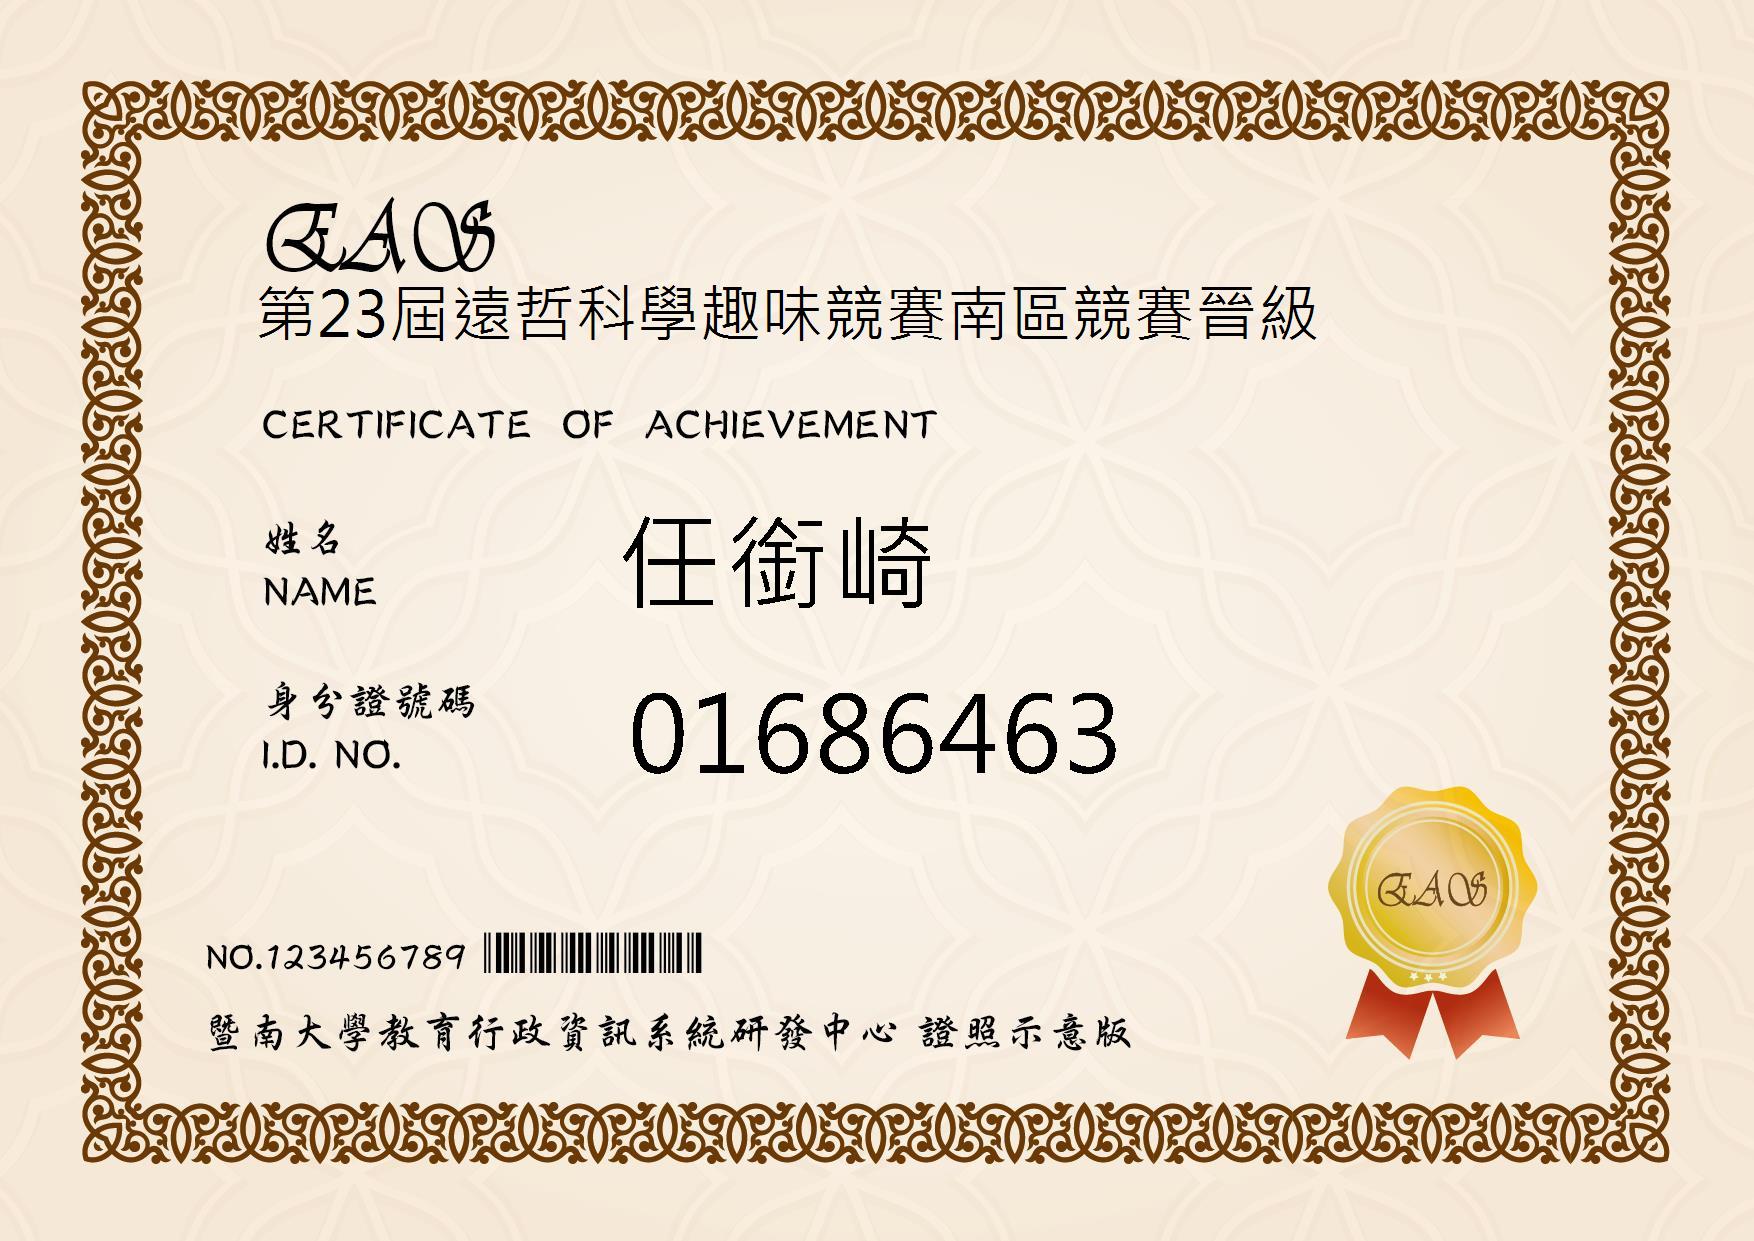 EAS
第23屆遠哲科學趣味競賽南區競賽晉級
CERTIFICATE OF ACHIEVEMENT
姓名
NAME
任銜崎
身分證號碼
I.D. NO.
01686463
EAS
NO.123456789
暨南大學教育行政資訊系統研發中心 證照示意版